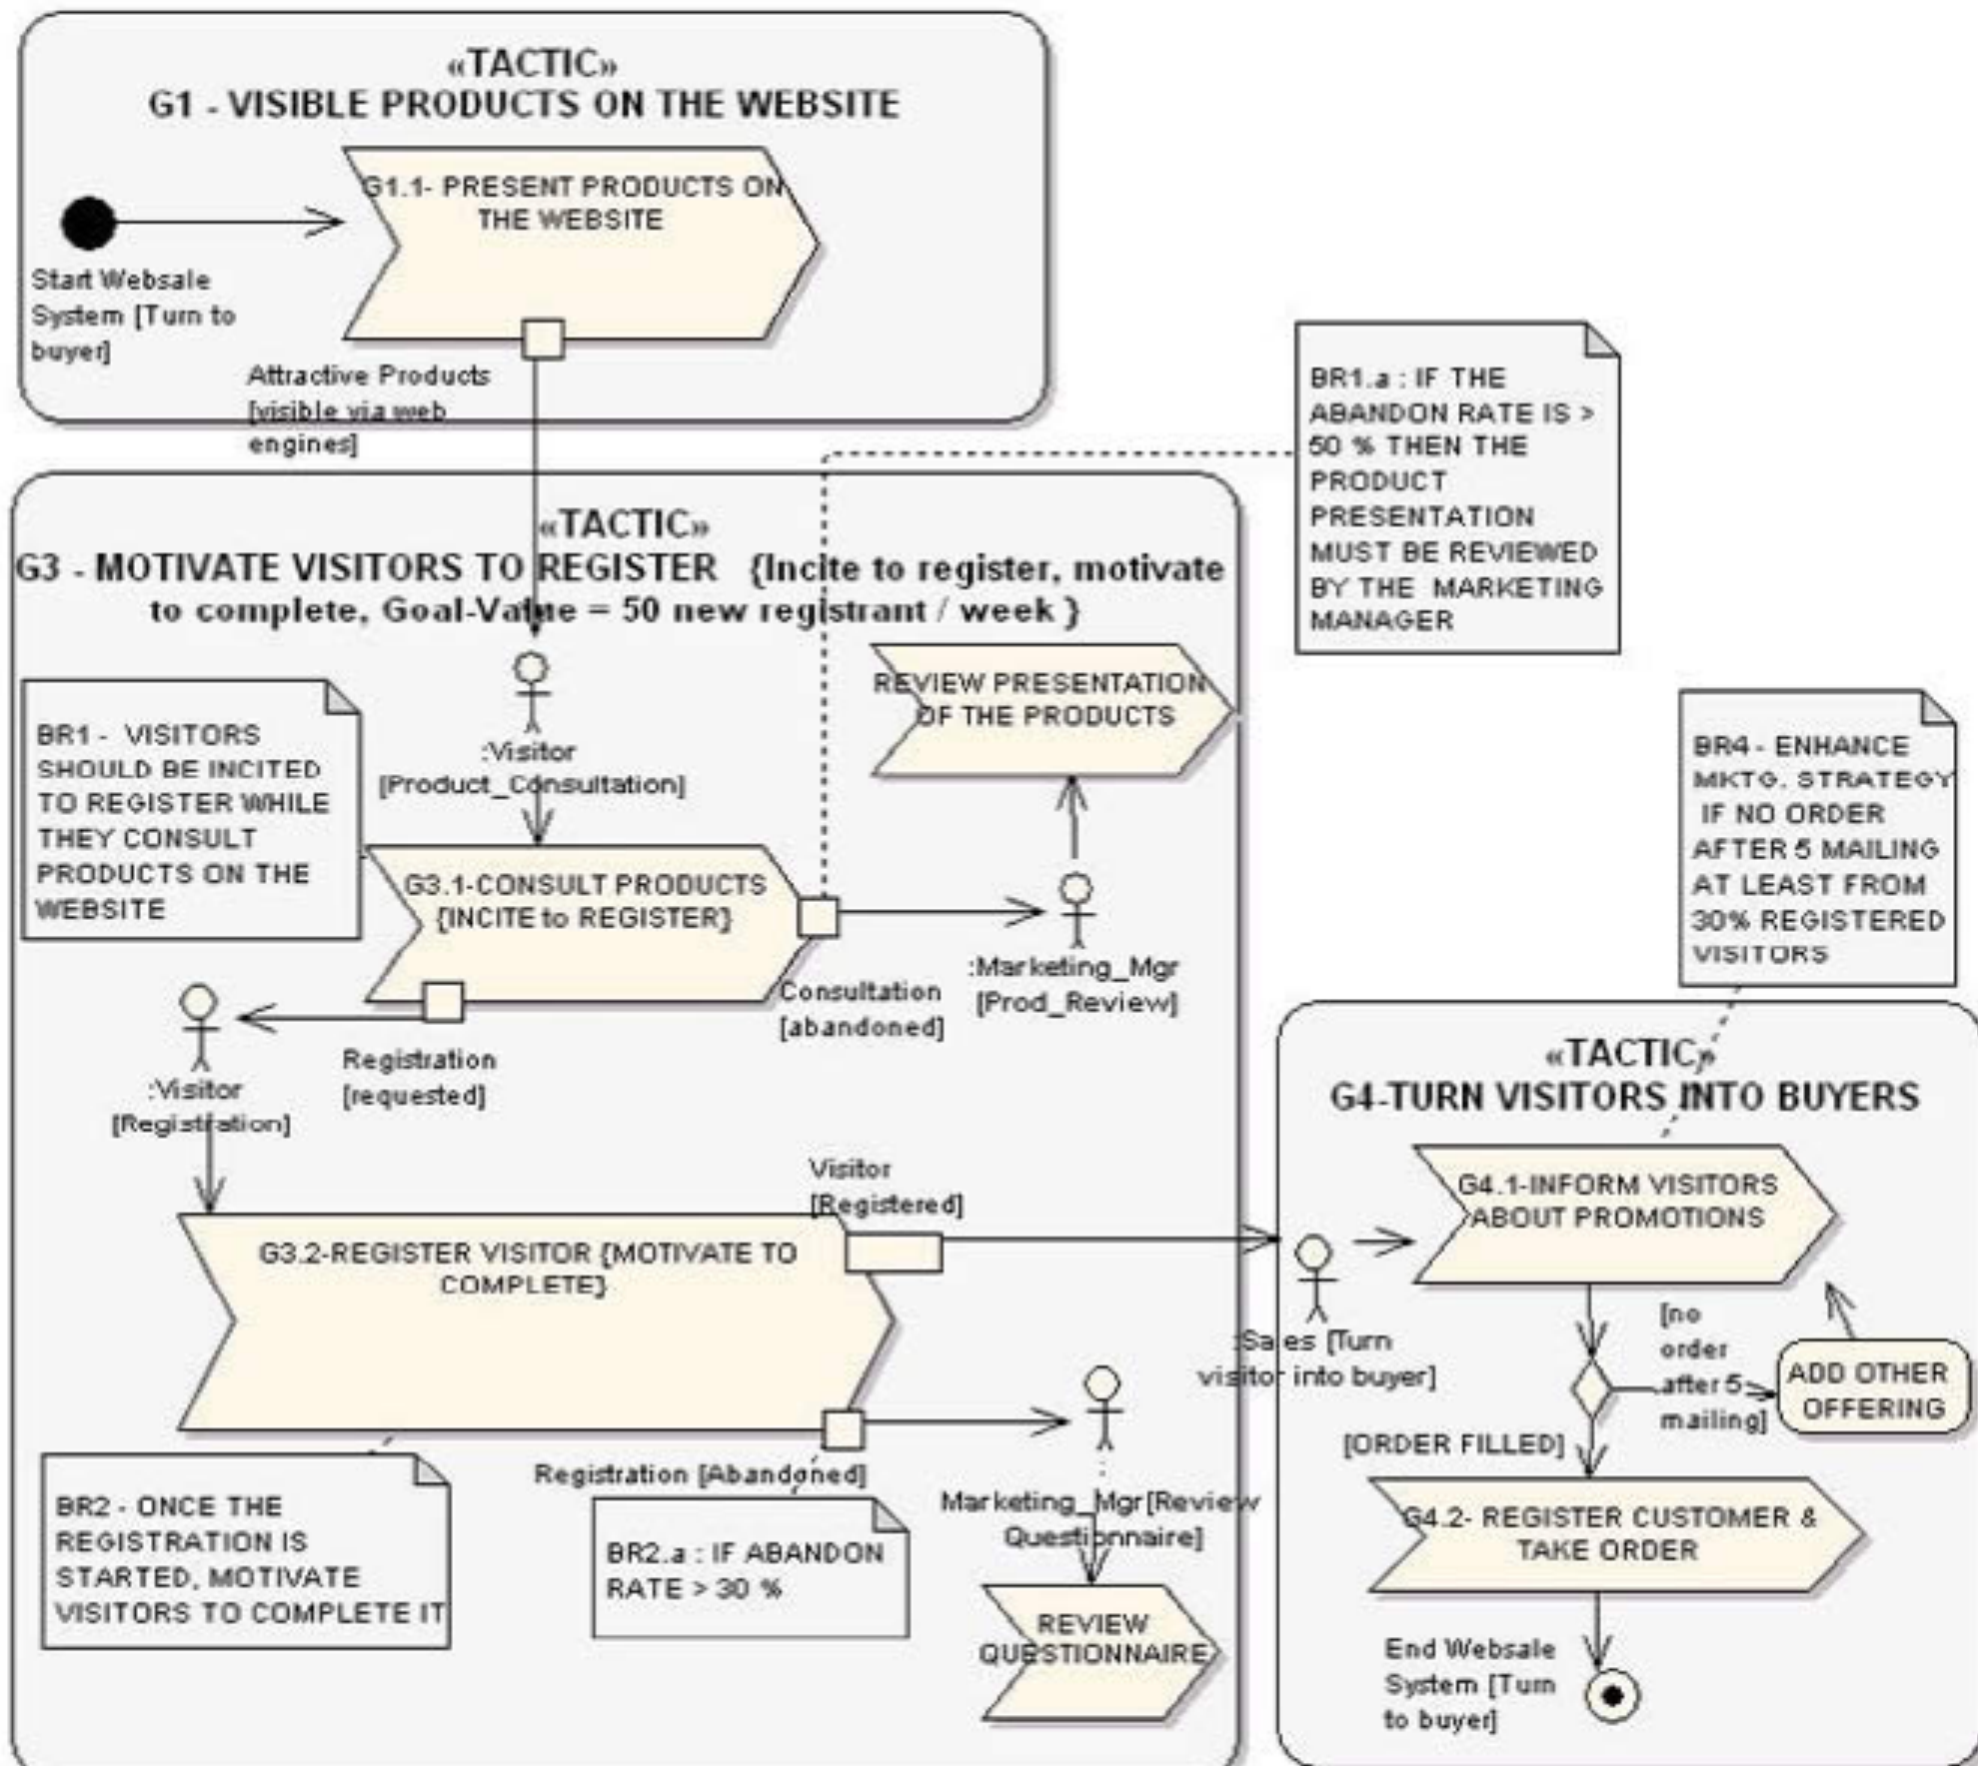 «TACTIC»
G1 - VISIBLE PRODUCTS ON THE WEBSITE
G1.1- PRESENT PRODUCTS ON
THE WEBSITE
Start Websale
System [Turn to
buyer]
Attractive Products
[visible via web
engines]
BR1.a : IF THE
ABANDON RATE IS >
50 % THEN THE
PRODUCT
PRESENTATION
MUST BE REVIEWED
BY THE MARKETING
MANAGER
«TACTIC»
G3 - MOTIVATE VISITORS TO REGISTER {Incite to register, motivate
to complete, Goal-Value = 50 new registrant / week }
BR1 - VISITORS
SHOULD BE INCITED
TO REGISTER WHILE
THEY CONSULT
PRODUCTS ON THE
WEBSITE
:Visitor
[Product_Consultation]
REVIEW PRESENTATION
OF THE PRODUCTS
G3.1-CONSULT PRODUCTS
{INCITE to REGISTER}
Consultation
[abandoned]
:Marketing_Mgr
[Prod_Review]
Registration
[requested]
:Visitor
[Registration]
Visitor
[Registered]
G3.2-REGISTER VISITOR {MOTIVATE TO
COMPLETE}
Registration [Abandoned]
BR2 - ONCE THE
REGISTRATION IS
STARTED, MOTIVATE
VISITORS TO COMPLETE IT
BR2.a : IF ABANDON
RATE > 30 %
Marketing_Mgr[Review
Questionnaire]
REVIEW
QUESTIONNAIRE
BR4 - ENHANCE
MKTG. STRATEGY
IF NO ORDER
AFTER 5 MAILING
AT LEAST FROM
30% REGISTERED
VISITORS
«TACTIC»
G4-TURN VISITORS INTO BUYERS
G4.1-INFORM VISITORS
ABOUT PROMOTIONS
:Sales [Turn
visitor into buyer]
[no
order
after 5
mailing]
ADD OTHER
OFFERING
[ORDER FILLED]
G4.2- REGISTER CUSTOMER &
TAKE ORDER
End Websale
System [Turn
to buyer]